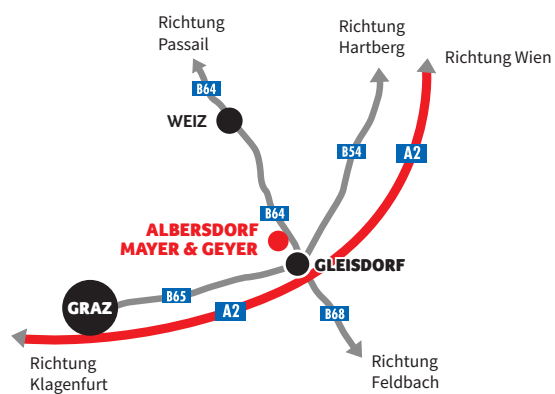 Richtung
Passail
Richtung
Hartberg
Richtung Wien
B64
WEIZ
B54
A2
B64
ALBERSDORF
MAYER & GEYER
GLEISDORF
B65
GRAZ
A2
B68
Richtung
Klagenfurt
Richtung
Feldbach